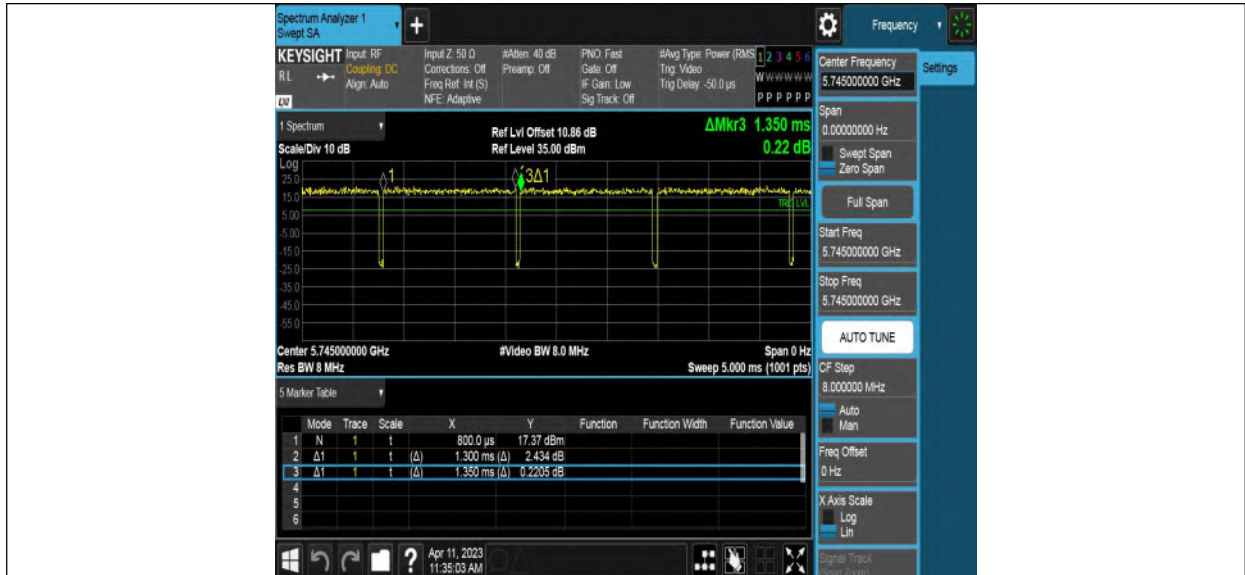 Spectrum Analyzer 1
Swept SA
+
Frequency
KEYSIGHT
RL
Input: RF
Coupling: DC
Align: Auto
Input Z: 50 Ω
Corrections: Off
Freq Ref: Int (S)
NFE: Adaptive
#Atten: 40 dB
Preamp: Off
PNO: Fast
Gate: Off
IF Gain: Low
Sig Track: Off
#Avg Type: Power (RMS
Trig: Video
Trig Delay: -50.0 µs
1 2 3 4 5 6
W W W W W W
P P P P P P
1 Spectrum
Scale/Div 10 dB
Ref Lvl Offset 10.86 dB
Ref Level 35.00 dBm
ΔMkr3 1.350 ms
0.22 dB
Log
25.0
15.0
5.00
-5.00
-15.0
-25.0
-35.0
-45.0
-55.0
1
3Δ1
TRIG LVL
Center 5.745000000 GHz
#Video BW 8.0 MHz
Span 0 Hz
Res BW 8 MHz
Sweep 5.000 ms (1001 pts)
5 Marker Table
Mode Trace Scale X Y Function Function Width Function Value
1 N 1 t 800.0 µs 17.37 dBm
2 Δ1 1 t (Δ) 1.300 ms (Δ) 2.434 dB
3 Δ1 1 t (Δ) 1.350 ms (Δ) 0.2205 dB
4
5
6
?
Apr 11, 2023
11:35:03 AM
Center Frequency
5.745000000 GHz
Settings
Span
0.00000000 Hz
Swept Span
Zero Span
Full Span
Start Freq
5.745000000 GHz
Stop Freq
5.745000000 GHz
AUTO TUNE
CF Step
8.000000 MHz
Auto
Man
Freq Offset
0 Hz
X Axis Scale
Log
Lin
Signal Track
(Span Zoom)